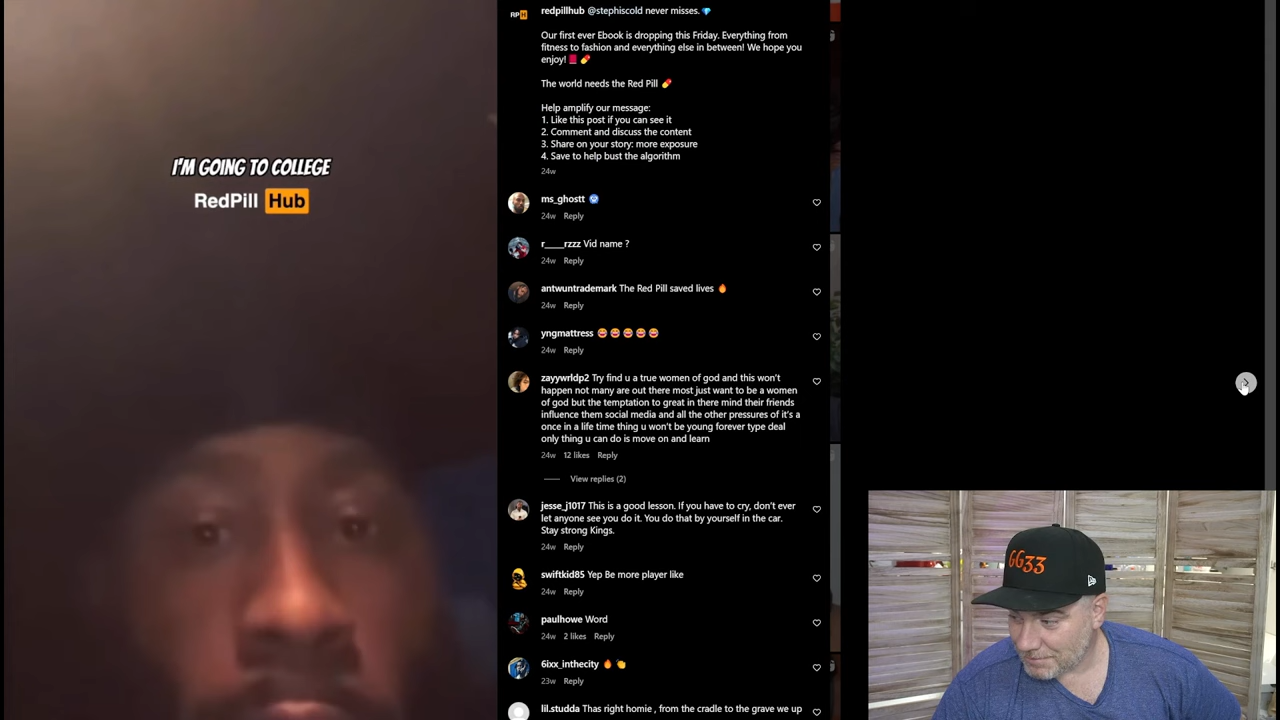 I'M GOING TO COLLEGE
RedPill Hub
RPH
redpillhub @stephiscold never misses.💎
Our first ever Ebook is dropping this Friday. Everything from
fitness to fashion and everything else in between! We hope you
enjoy!📕💊
The world needs the Red Pill 💊
Help amplify our message:
1. Like this post if you can see it
2. Comment and discuss the content
3. Share on your story: more exposure
4. Save to help bust the algorithm
24w
ms_ghostt 🥶
24w Reply
r____rzzz Vid name ?
24w Reply
antwuntrademark The Red Pill saved lives 🔥
24w Reply
yngmattress 😂😂😂😂😂
24w Reply
zayywrldp2 Try find u a true women of god and this won't
happen not many are out there most just want to be a women
of god but the temptation to great in there mind their friends
influence them social media and all the other pressures of it's a
once in a life time thing u won't be young forever type deal
only thing u can do is move on and learn
24w 12 likes Reply
View replies (2)
jesse_j1017 This is a good lesson. If you have to cry, don't ever
let anyone see you do it. You do that by yourself in the car.
Stay strong Kings.
24w Reply
swiftkid85 Yep Be more player like
24w Reply
paulhowe Word
24w 2 likes Reply
6ixx_inthecity 🔥👏
23w Reply
lil.studda Thas right homie , from the cradle to the grave we up
GG33